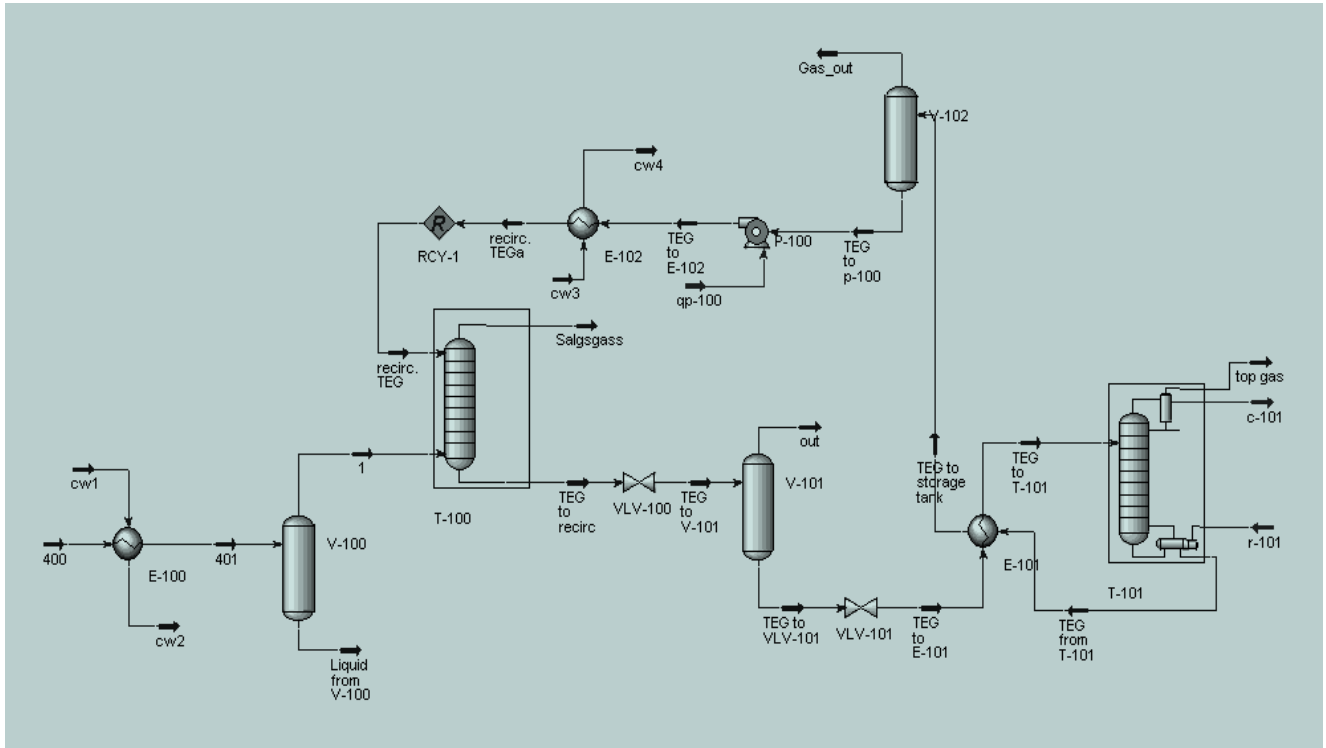 Gas_out
V-102
cw4
R
recirc.
TEGa
RCY-1
E-102
TEG
to
E-102
P-100
TEG
to
p-100
cw3
qp-100
Salgsgass
recirc.
TEG
top gas
c-101
out
1
TEG to
storage
tank
TEG
to
T-101
cw1
V-101
T-100
TEG
to
recirc
VLV-100
TEG
to
V-101
V-100
r-101
400
E-100
401
E-101
T-101
cw2
TEG to
VLV-101
VLV-101
TEG
to
E-101
TEG
from
T-101
Liquid
from
V-100